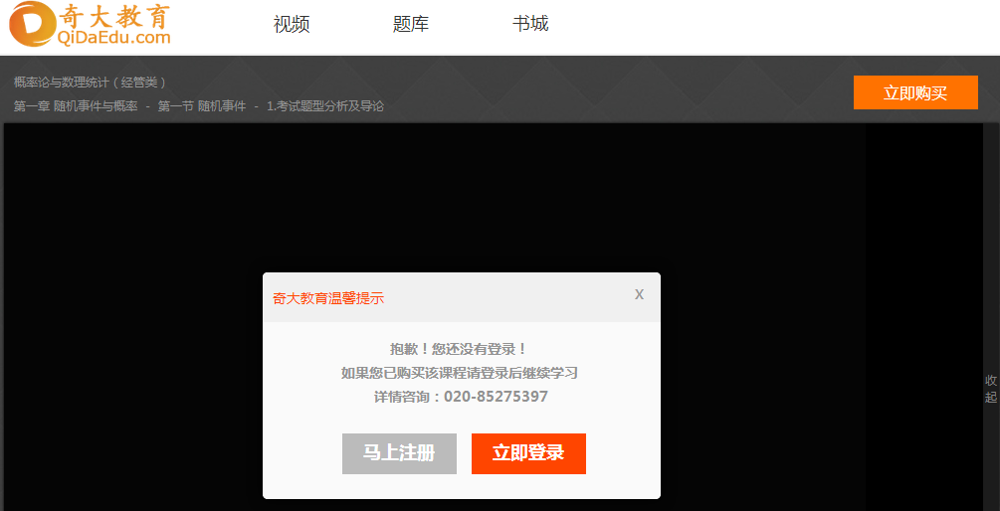 奇大教育
QiDaEdu.com
视频 题库 书城
概率论与数理统计（经管类）
第一章 随机事件与概率 - 第一节 随机事件 - 1.考试题型分析及导论
立即购买
奇大教育温馨提示 X
抱歉！您还没有登录！
如果您已购买该课程请登录后继续学习
详情咨询：020-85275397
马上注册 立即登录
收
起